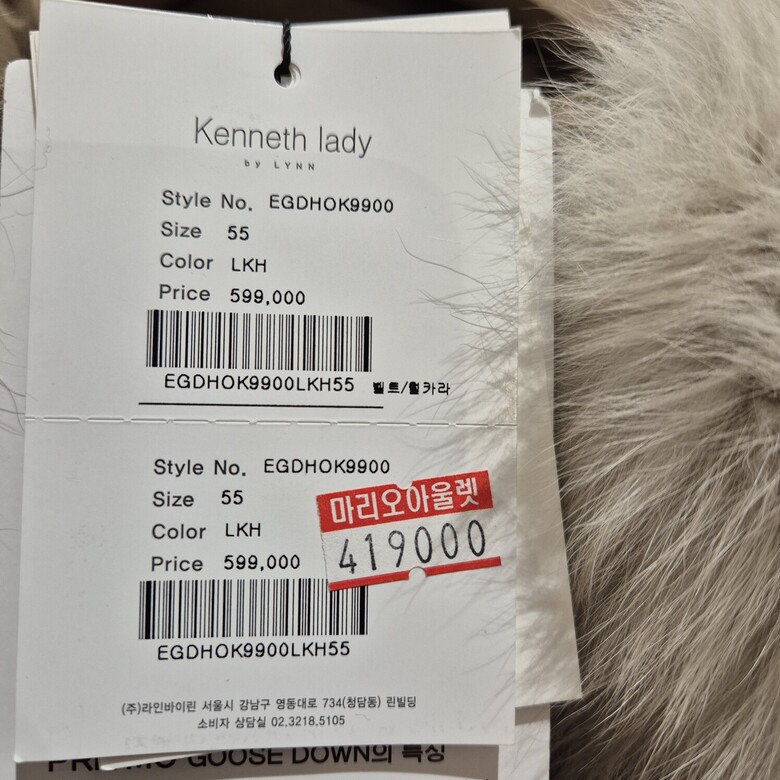 Kenneth lady
by LYNN
Style No. EGDHOK9900
Size 55
Color LKH
Price 599,000
EGDHOK9900LKH55 벨트/털카라
Style No. EGDHOK9900
Size 55
Color LKH
Price 599,000
마리오아울렛
419000
EGDHOK9900LKH55
(주)라인바이린 서울시 강남구 영동대로 734(청담동) 린빌딩
소비자 상담실 02.3218.5105
GOOSE DOWN의 특징